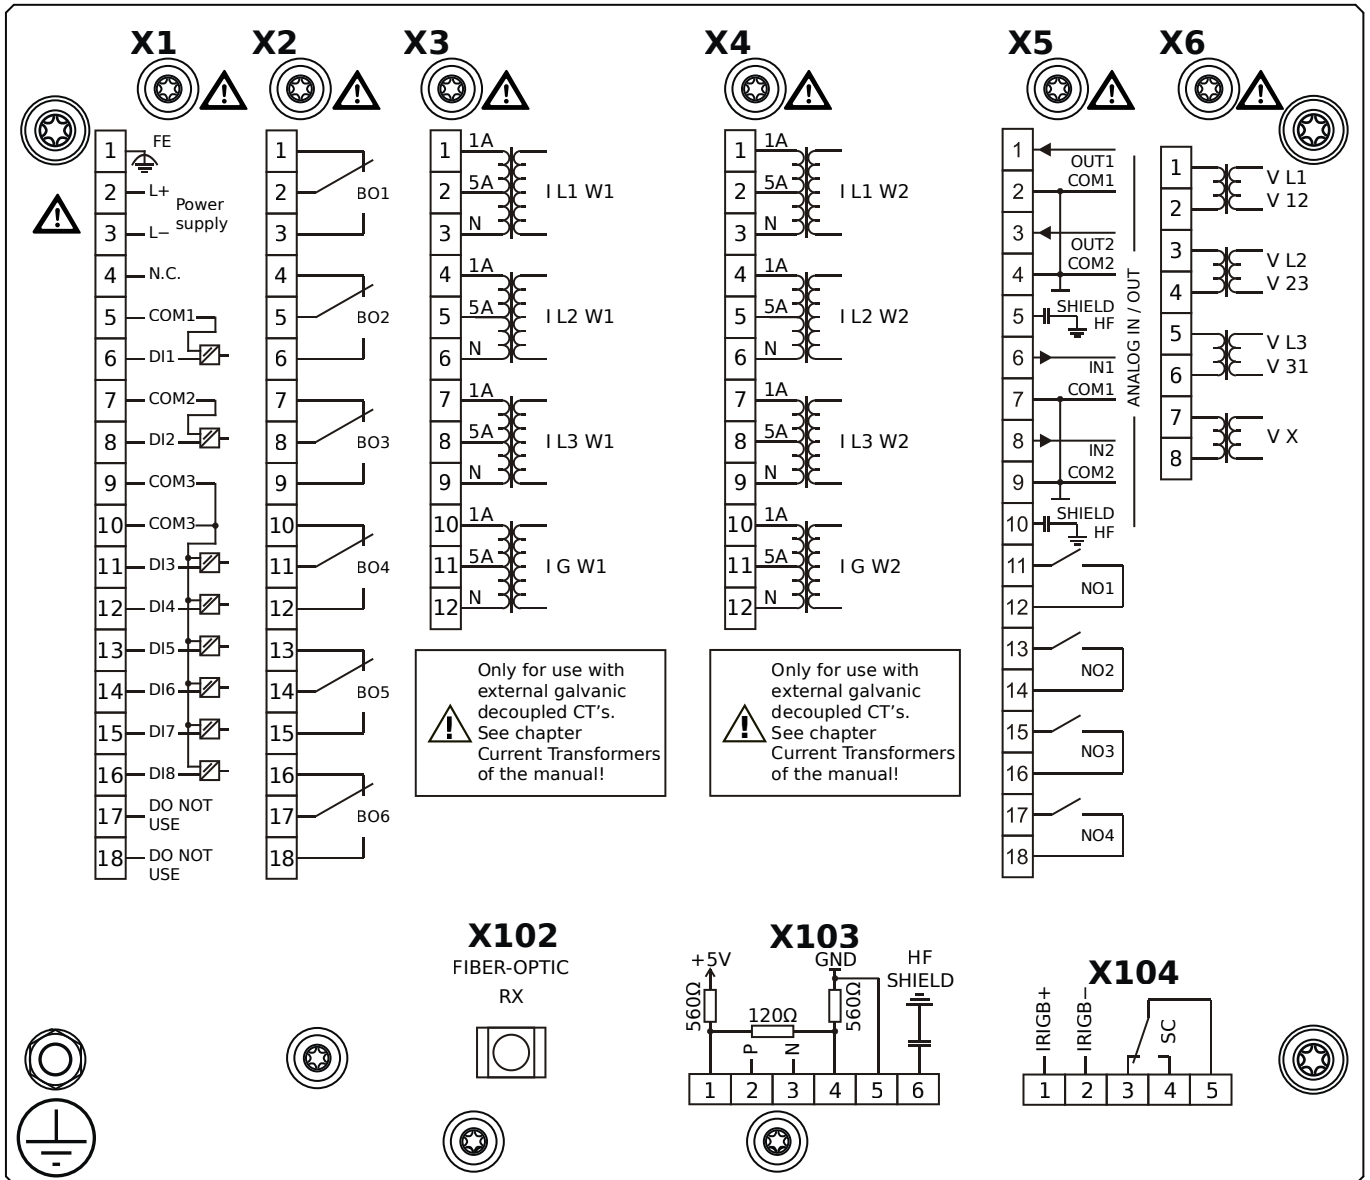 X1
1 FE
2 L+
Power
supply
3 L−
4 N.C.
5 COM1
6 DI1
7 COM2
8 DI2
9 COM3
10 COM3
11 DI3
12 DI4
13 DI5
14 DI6
15 DI7
16 DI8
17 DO NOT
USE
18 DO NOT
USE
X2
1
2 BO1
3
4
5 BO2
6
7
8 BO3
9
10
11 BO4
12
13
14 BO5
15
16
17 BO6
18
X3
1 1A
2 5A I L1 W1
3 N
4 1A
5 5A I L2 W1
6 N
7 1A
8 5A I L3 W1
9 N
10 1A
11 5A I G W1
12 N
Only for use with
external galvanic
decoupled CT's.
See chapter
Current Transformers
of the manual!
X4
1 1A
2 5A I L1 W2
3 N
4 1A
5 5A I L2 W2
6 N
7 1A
8 5A I L3 W2
9 N
10 1A
11 5A I G W2
12 N
Only for use with
external galvanic
decoupled CT's.
See chapter
Current Transformers
of the manual!
X5
1 OUT1
2 COM1
3 OUT2
4 COM2
5 SHIELD
HF
6 IN1
7 COM1
8 IN2
9 COM2
10 SHIELD
HF
ANALOG IN / OUT
11
NO1
12
13
NO2
14
15
NO3
16
17
NO4
18
X6
1 V L1
2 V 12
3 V L2
4 V 23
5 V L3
6 V 31
7 V X
8
X102
FIBER-OPTIC
RX
X103
+5V GND HF
SHIELD
560Ω 120Ω 560Ω
P N
1 2 3 4 5 6
X104
IRIGB+ IRIGB− SC
1 2 3 4 5